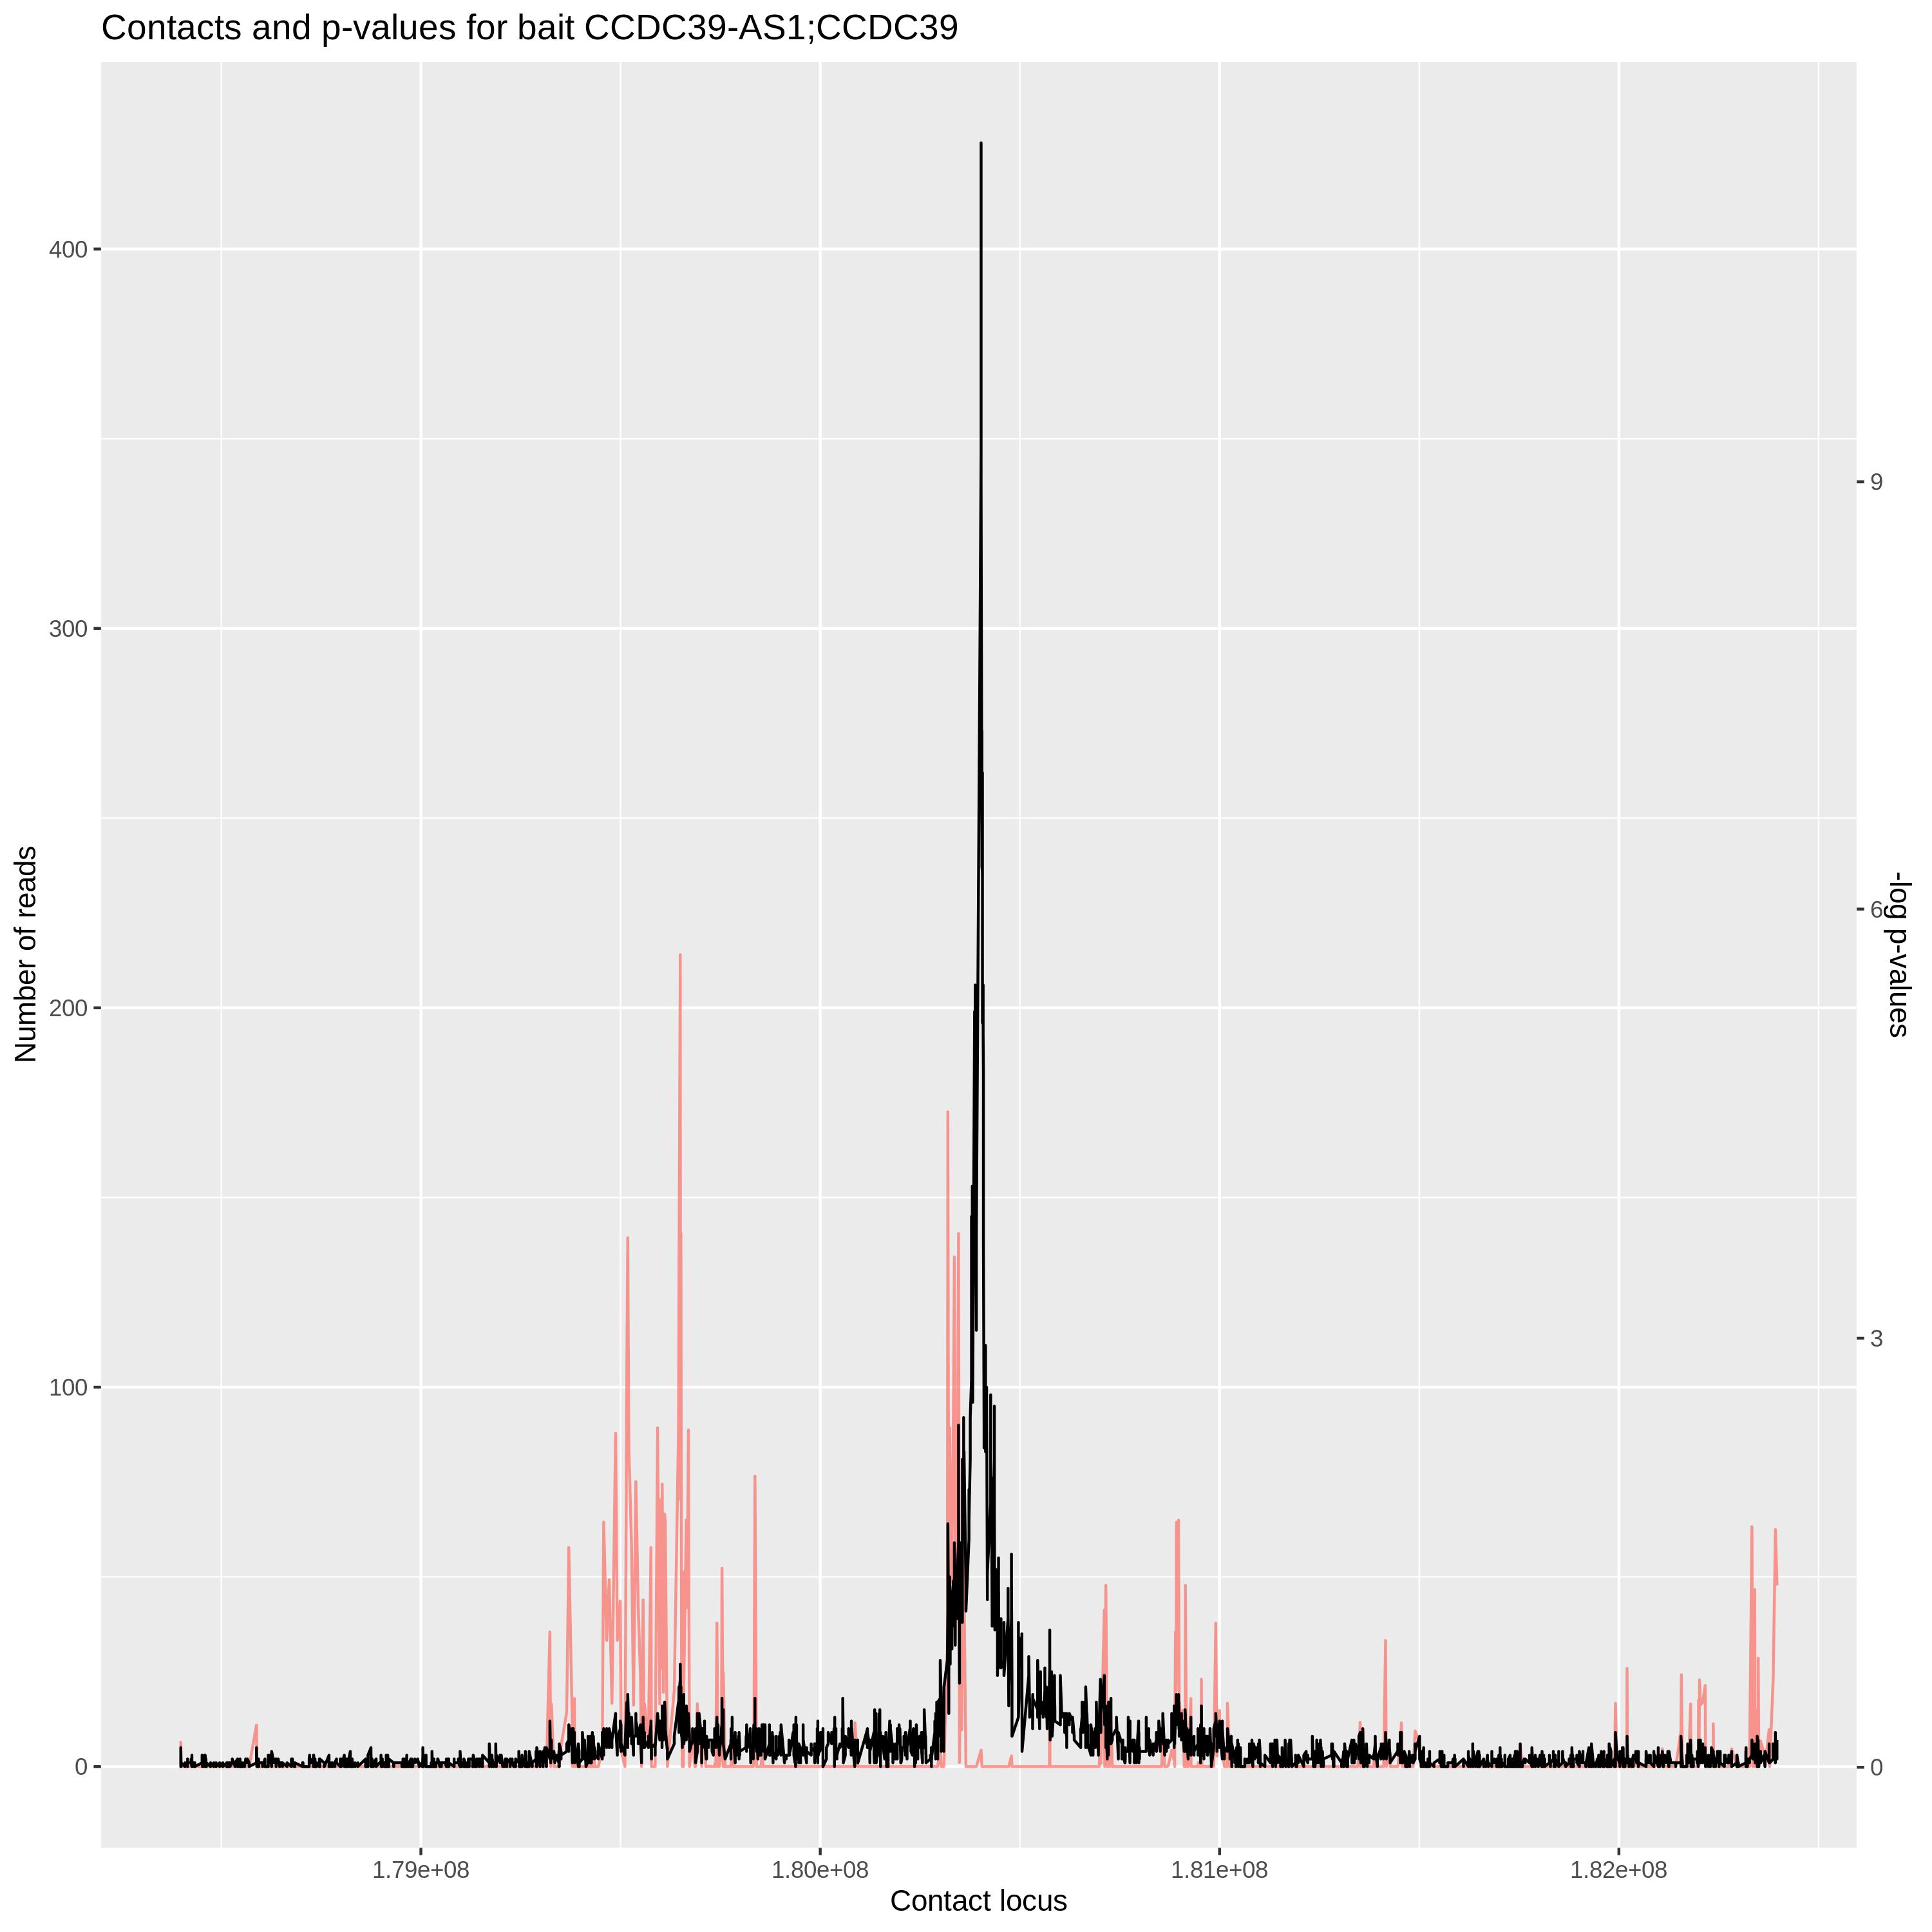 Contacts and p-values for bait CCDC39-AS1;CCDC39
400
300
200
100
0
Number of reads
9
6
3
0
-log p-values
1.79e+08
1.80e+08
1.81e+08
1.82e+08
Contact locus